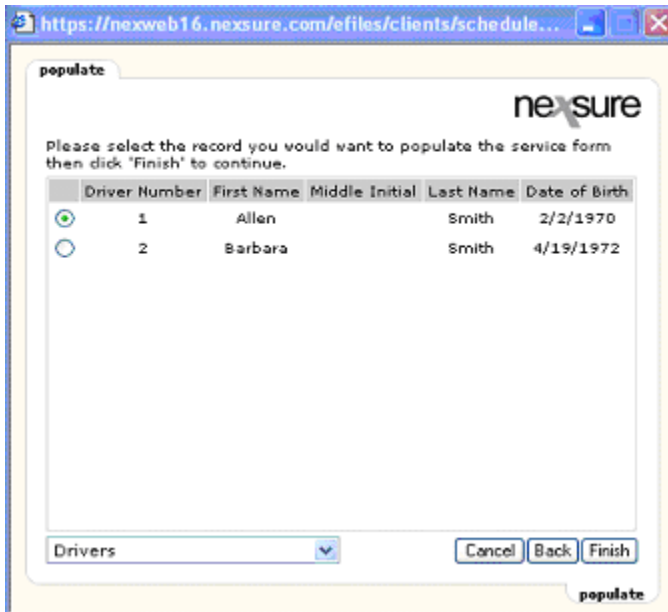 https://nexweb16.nexsure.com/efiles/clients/schedule...
populate
nexsure
Please select the record you would want to populate the service form
then click 'Finish' to continue.
Driver Number First Name Middle Initial Last Name Date of Birth
1 Allen Smith 2/2/1970
2 Barbara Smith 4/19/1972
Drivers Cancel Back Finish
populate